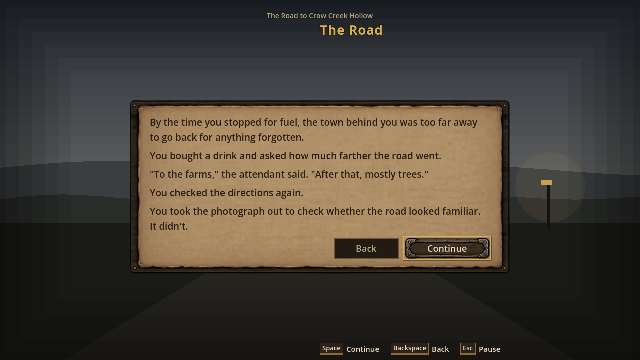 The Road to Crow Creek Hollow
The Road
By the time you stopped for fuel, the town behind you was too far away
to go back for anything forgotten.
You bought a drink and asked how much farther the road went.
"To the farms," the attendant said. "After that, mostly trees."
You checked the directions again.
You took the photograph out to check whether the road looked familiar.
It didn't.
Back
Continue
Space Continue Backspace Back Esc Pause